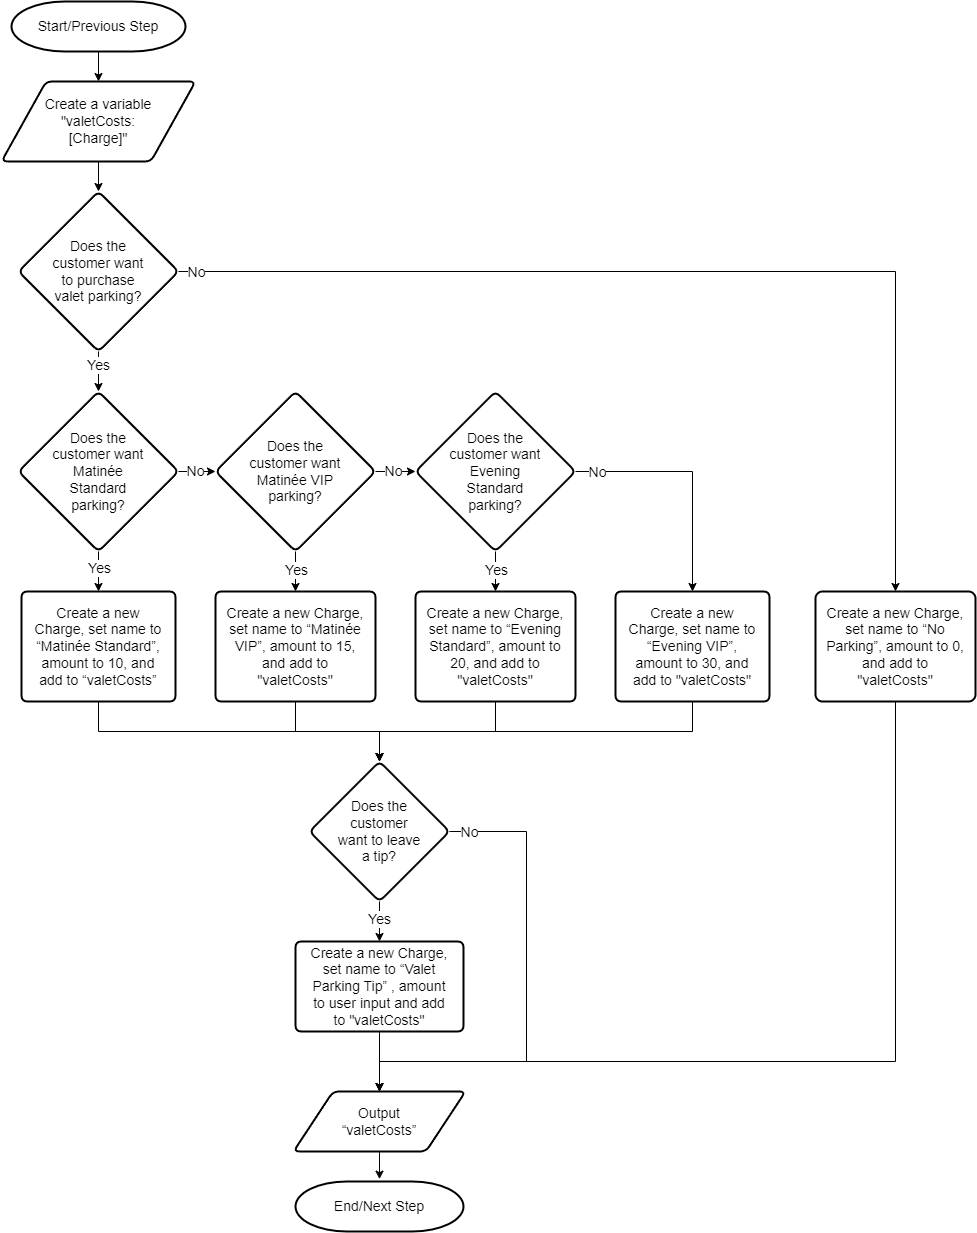 Start/Previous Step
Create a variable
"valetCosts:
[Charge]"
Does the
customer want
to purchase
valet parking?
No
Yes
Does the
customer want
Matinée
Standard
parking?
No
Does the
customer want
Matinée VIP
parking?
No
Does the
customer want
Evening
Standard
parking?
No
Yes
Yes
Yes
Create a new
Charge, set name to
“Matinée Standard”,
amount to 10, and
add to “valetCosts”
Create a new Charge,
set name to “Matinée
VIP”, amount to 15,
and add to
"valetCosts"
Create a new Charge,
set name to “Evening
Standard”, amount to
20, and add to
"valetCosts"
Create a new
Charge, set name to
“Evening VIP”,
amount to 30, and
add to "valetCosts"
Create a new Charge,
set name to “No
Parking”, amount to 0,
and add to
"valetCosts"
Does the
customer
want to leave
a tip?
No
Yes
Create a new Charge,
set name to “Valet
Parking Tip” , amount
to user input and add
to "valetCosts"
Output
“valetCosts”
End/Next Step